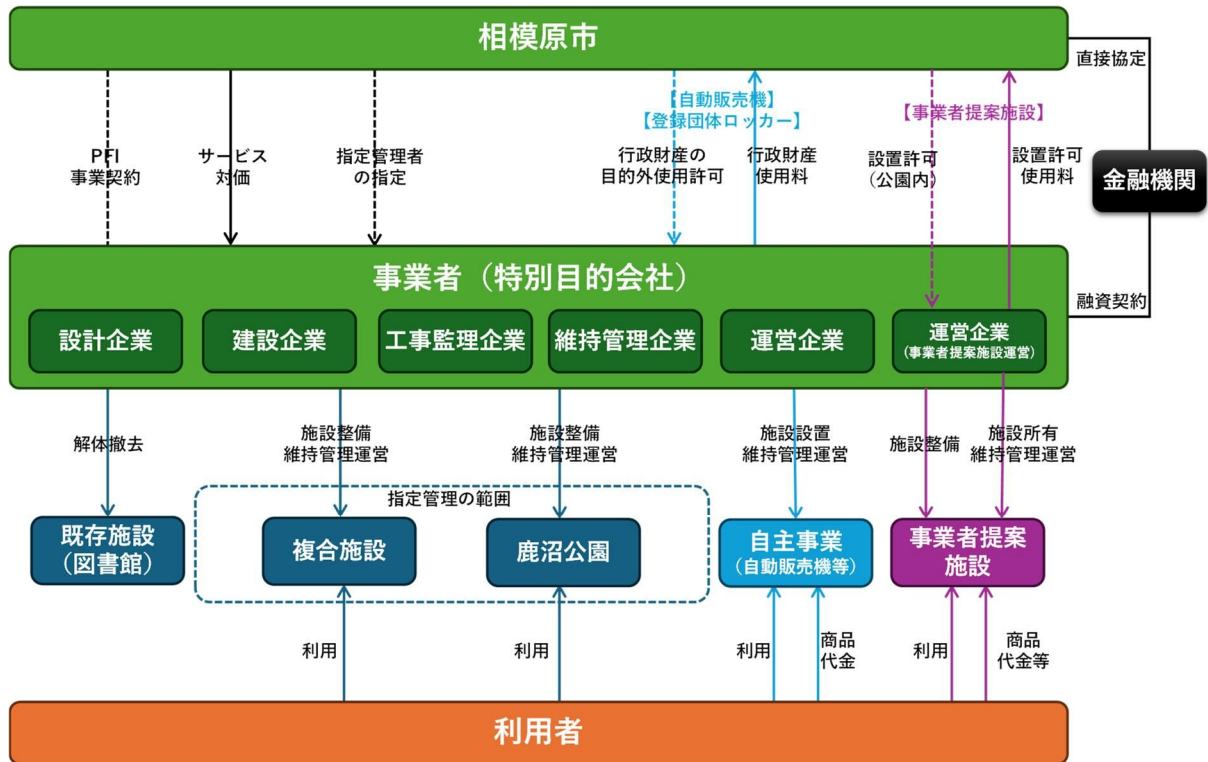 相模原市
直接協定
【自動販売機】
【登録団体ロッカー】
【事業者提案施設】
PFI
事業契約
サービス
対価
指定管理者
の指定
行政財産の
目的外使用許可
行政財産
使用料
設置許可
（公園内）
設置許可
使用料
金融機関
事業者（特別目的会社）
融資契約
設計企業
建設企業
工事監理企業
維持管理企業
運営企業
運営企業
（事業者提案施設運営）
解体撤去
施設整備
維持管理運営
施設整備
維持管理運営
施設設置
維持管理運営
施設整備
施設所有
維持管理運営
指定管理の範囲
既存施設
（図書館）
複合施設
鹿沼公園
自主事業
（自動販売機等）
事業者提案
施設
利用
利用
利用
商品
代金
利用
商品
代金等
利用者